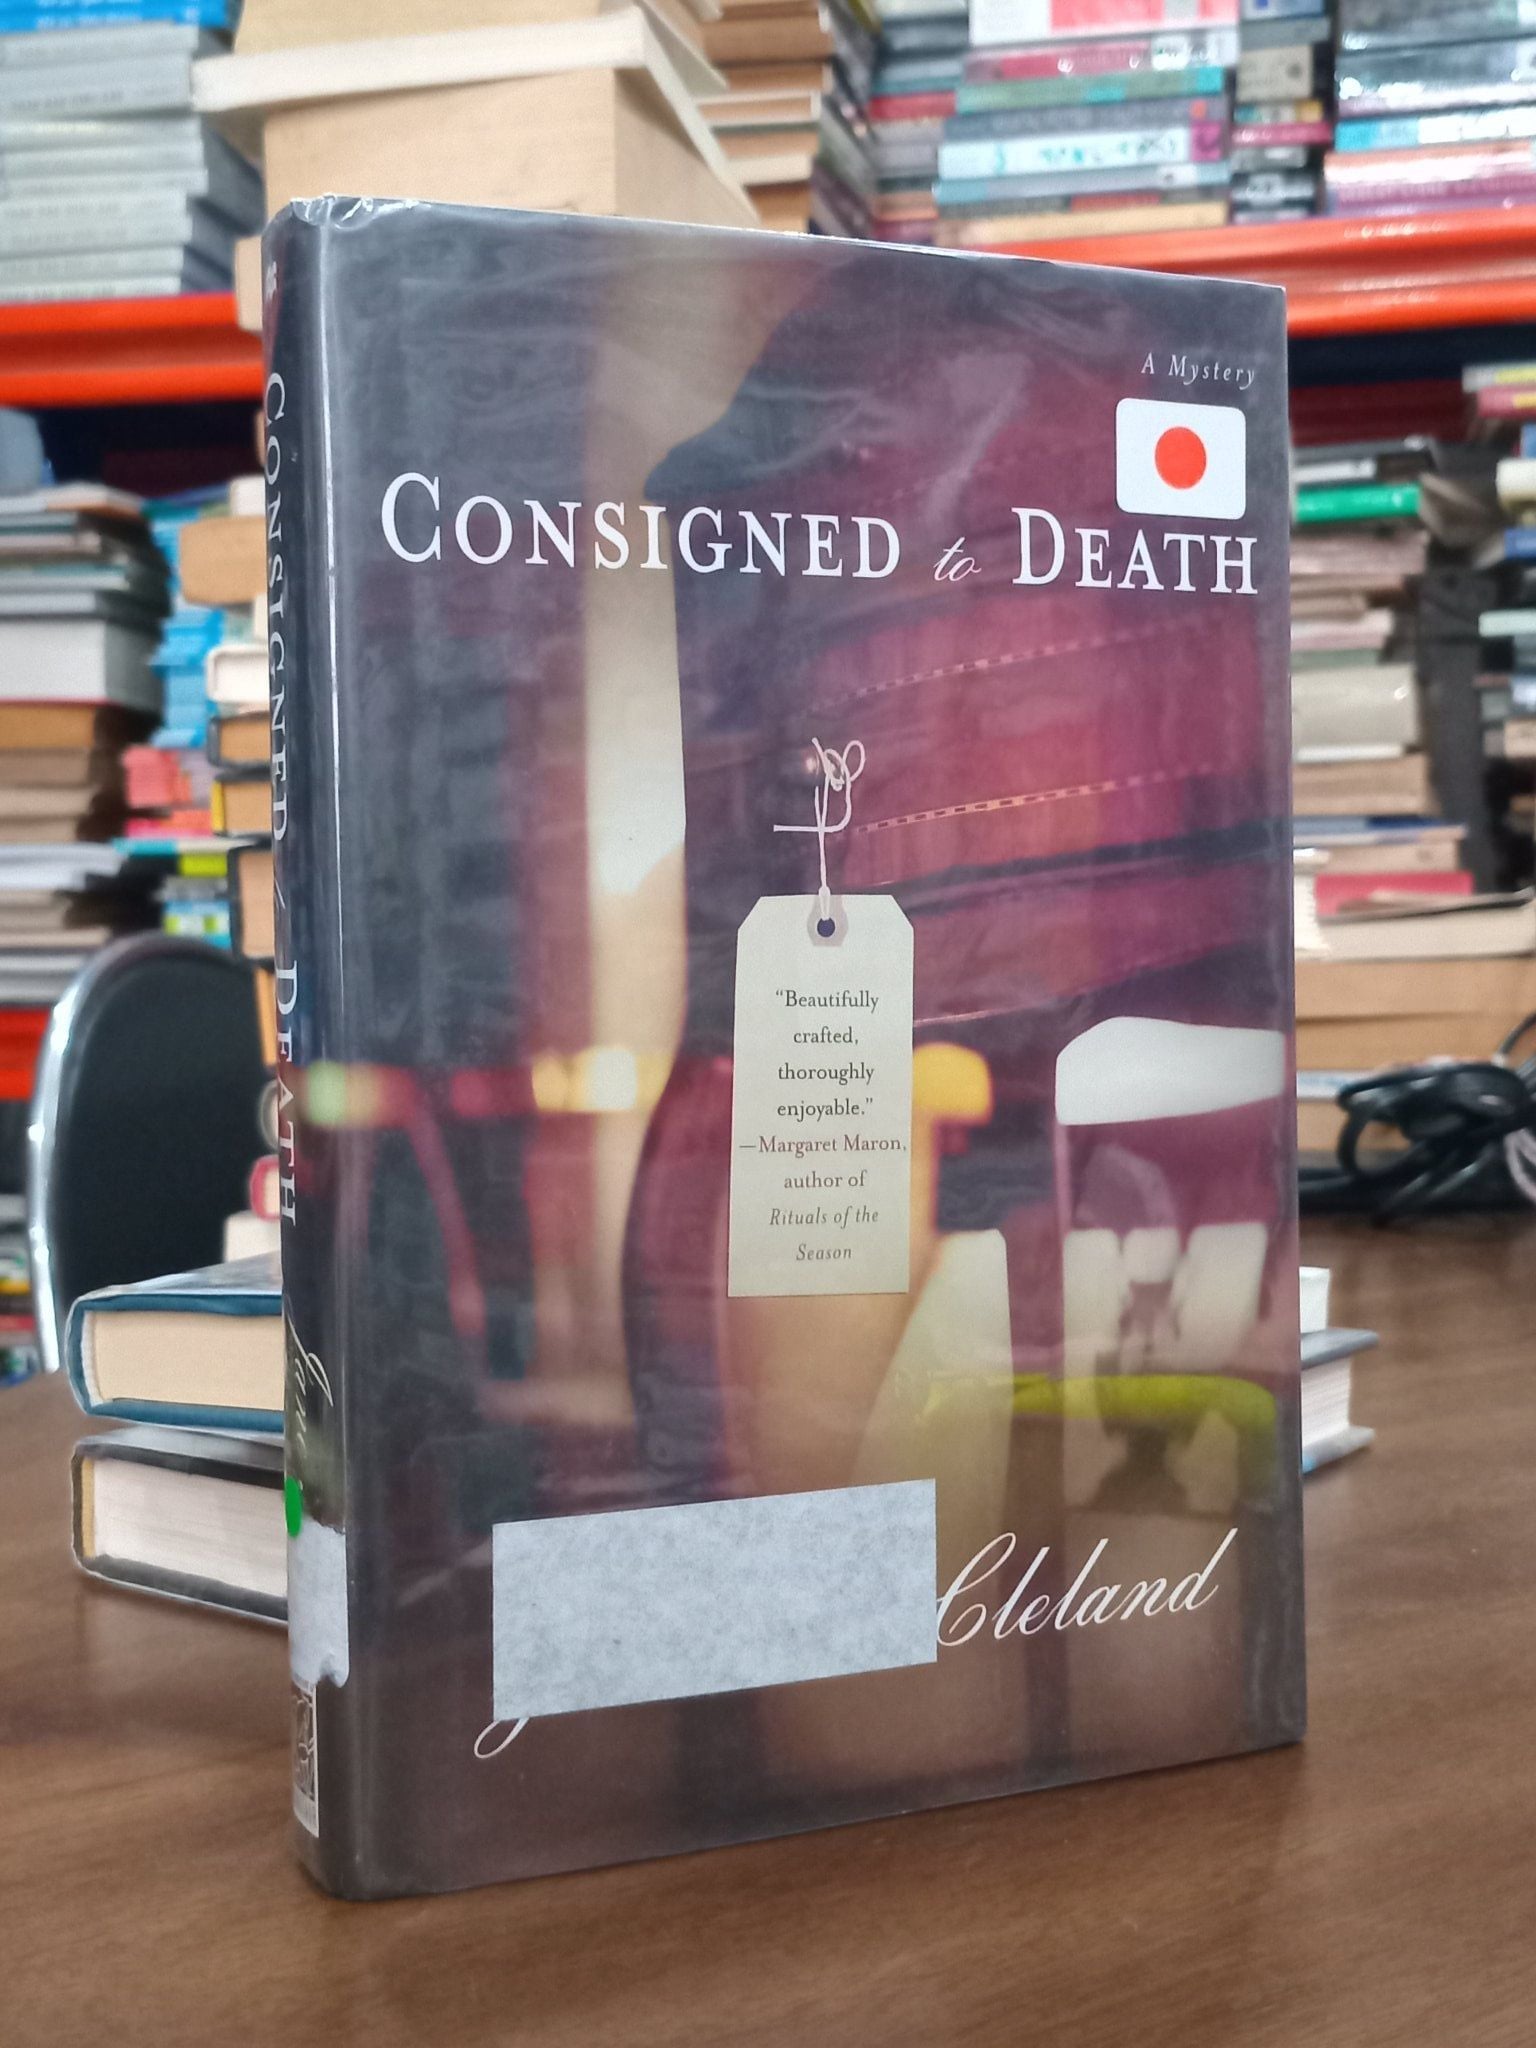 A Mystery
CONSIGNED to DEATH
“Beautifully
crafted,
thoroughly
enjoyable.”
—Margaret Maron,
author of
Rituals of the
Season
Cleland
CONSIGNED to DEATH
Jane